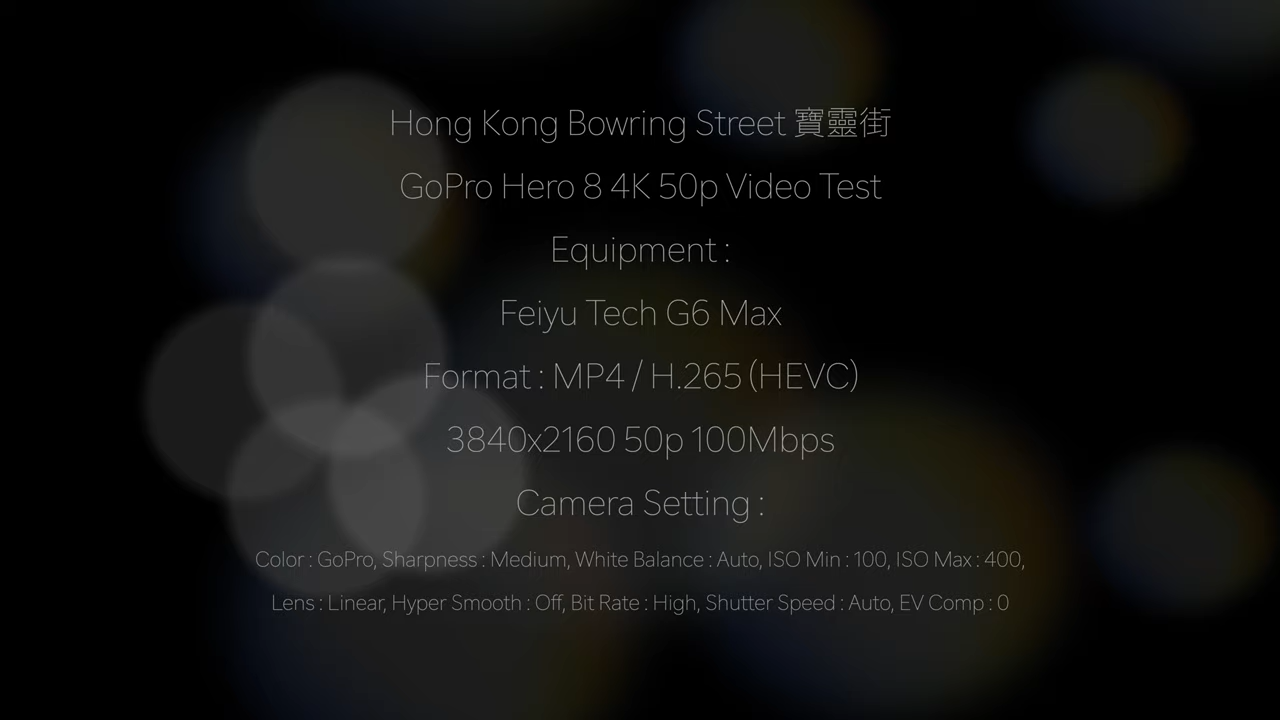 Hong Kong Bowring Street 寶靈街
GoPro Hero 8 4K 50p Video Test
Equipment :
Feiyu Tech G6 Max
Format : MP4 / H.265 (HEVC)
3840x2160 50p 100Mbps
Camera Setting :
Color : GoPro, Sharpness : Medium, White Balance : Auto, ISO Min : 100, ISO Max : 400,
Lens : Linear, Hyper Smooth : Off, Bit Rate : High, Shutter Speed : Auto, EV Comp : 0